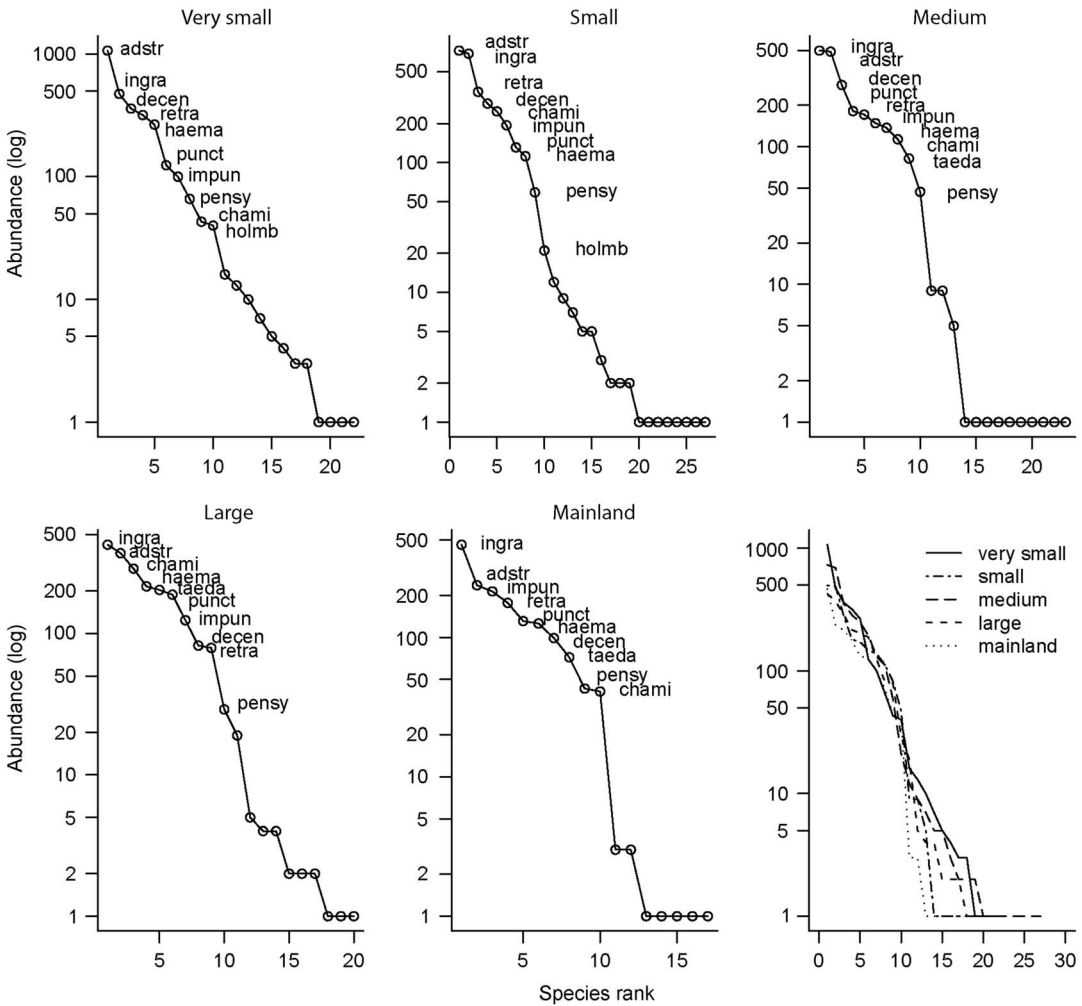 Very small
Abundance (log)
1000
500
100
50
10
5
1
adstr
ingra
decen
retra
haema
punct
impun
pensy
chami
holmb
5
10
15
20
Small
500
200
100
50
20
10
5
2
1
adstr
ingra
retra
decen
chami
impun
punct
haema
pensy
holmb
0
5
10
15
20
25
Medium
500
200
100
50
20
10
5
2
1
ingra
adstr
decen
punct
retra
impun
haema
chami
taeda
pensy
5
10
15
20
Large
Abundance (log)
500
200
100
50
20
10
5
2
1
ingra
adstr
chami
haema
taeda
punct
impun
decen
retra
pensy
5
10
15
20
Mainland
500
200
100
50
20
10
5
2
1
ingra
adstr
impun
retra
punct
haema
decen
taeda
pensy
chami
5
10
15
Species rank
1000
500
100
50
10
5
1
very small
small
medium
large
mainland
0
5
10
15
20
25
30